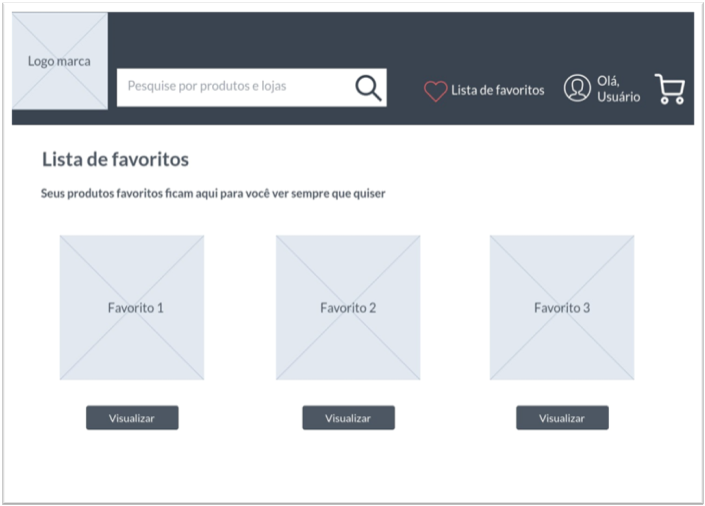 Logo marca
Pesquise por produtos e lojas
Lista de favoritos
Olá,
Usuário
Lista de favoritos
Seus produtos favoritos ficam aqui para você ver sempre que quiser
Favorito 1
Favorito 2
Favorito 3
Visualizar
Visualizar
Visualizar